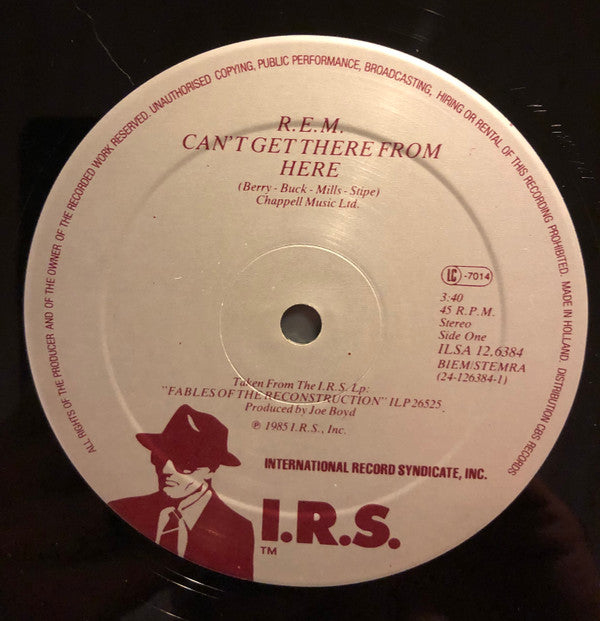 ALL RIGHTS OF THE PRODUCER AND OF THE OWNER OF THE RECORDED WORK RESERVED. UNAUTHORISED COPYING, PUBLIC PERFORMANCE, BROADCASTING, HIRING OR RENTAL OF THIS RECORDING PROHIBITED. MADE IN HOLLAND. DISTRIBUTION CBS RECORDS
R.E.M.
CAN'T GET THERE FROM
HERE
(Berry - Buck - Mills - Stipe)
Chappell Music Ltd.
LC -7014
3:40
45 R.P.M.
Stereo
Side One
ILSA 12.6384
BIEM/STEMRA
(24-126384-1)
Taken From The I.R.S. Lp:
"FABLES OF THE RECONSTRUCTION" ILP 26525.
Produced by Joe Boyd
℗ 1985 I.R.S., Inc.
INTERNATIONAL RECORD SYNDICATE, INC.
I.R.S.
TM